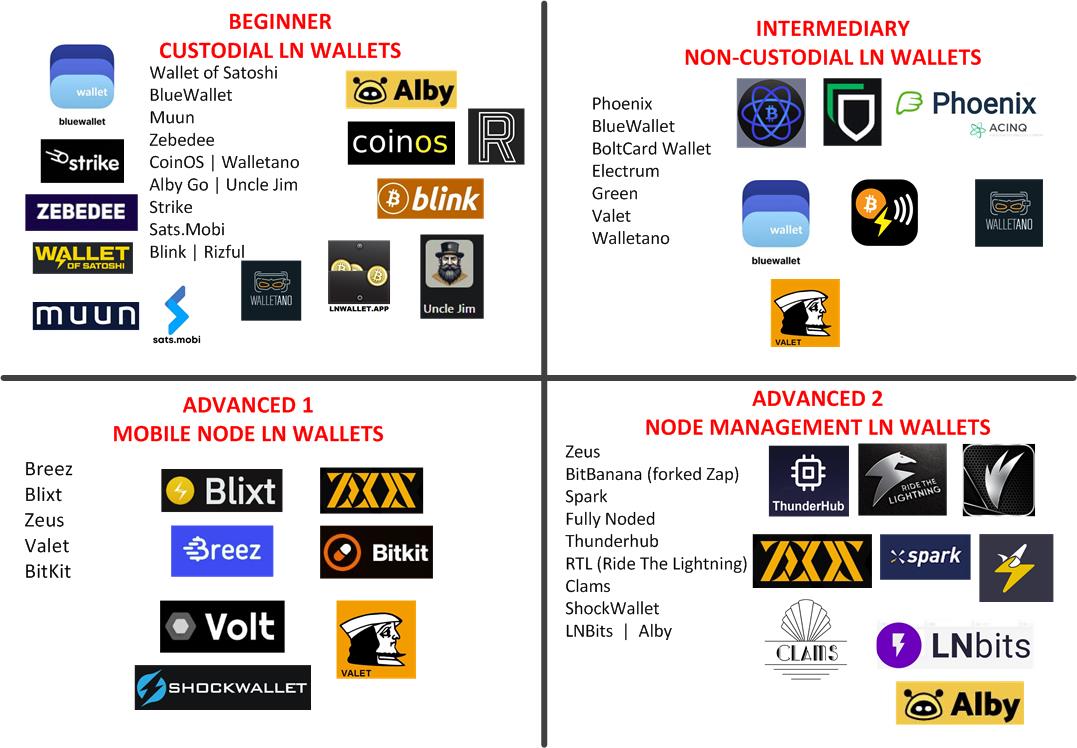 BEGINNER
CUSTODIAL LN WALLETS
Wallet of Satoshi
BlueWallet
Muun
Zebedee
CoinOS | Walletano
Alby Go | Uncle Jim
Strike
Sats.Mobi
Blink | Rizful
wallet
bluewallet
strike
ZEBEDEE
WALLET
OF SATOSHI
muun
sats.mobi
Alby
coinos
R
blink
WALLETANO
LNWALLET.APP
Uncle Jim
INTERMEDIARY
NON-CUSTODIAL LN WALLETS
Phoenix
BlueWallet
BoltCard Wallet
Electrum
Green
Valet
Walletano
Phoenix
ACINQ
wallet
bluewallet
WALLETANO
VALET
ADVANCED 1
MOBILE NODE LN WALLETS
Breez
Blixt
Zeus
Valet
BitKit
Blixt
ZEUS
Breez
Bitkit
Volt
VALET
SHOCKWALLET
ADVANCED 2
NODE MANAGEMENT LN WALLETS
Zeus
BitBanana (forked Zap)
Spark
Fully Noded
Thunderhub
RTL (Ride The Lightning)
Clams
ShockWallet
LNBits | Alby
ThunderHub
RIDE THE
LIGHTNING
ZEUS
spark
CLAMS
LNbits
Alby